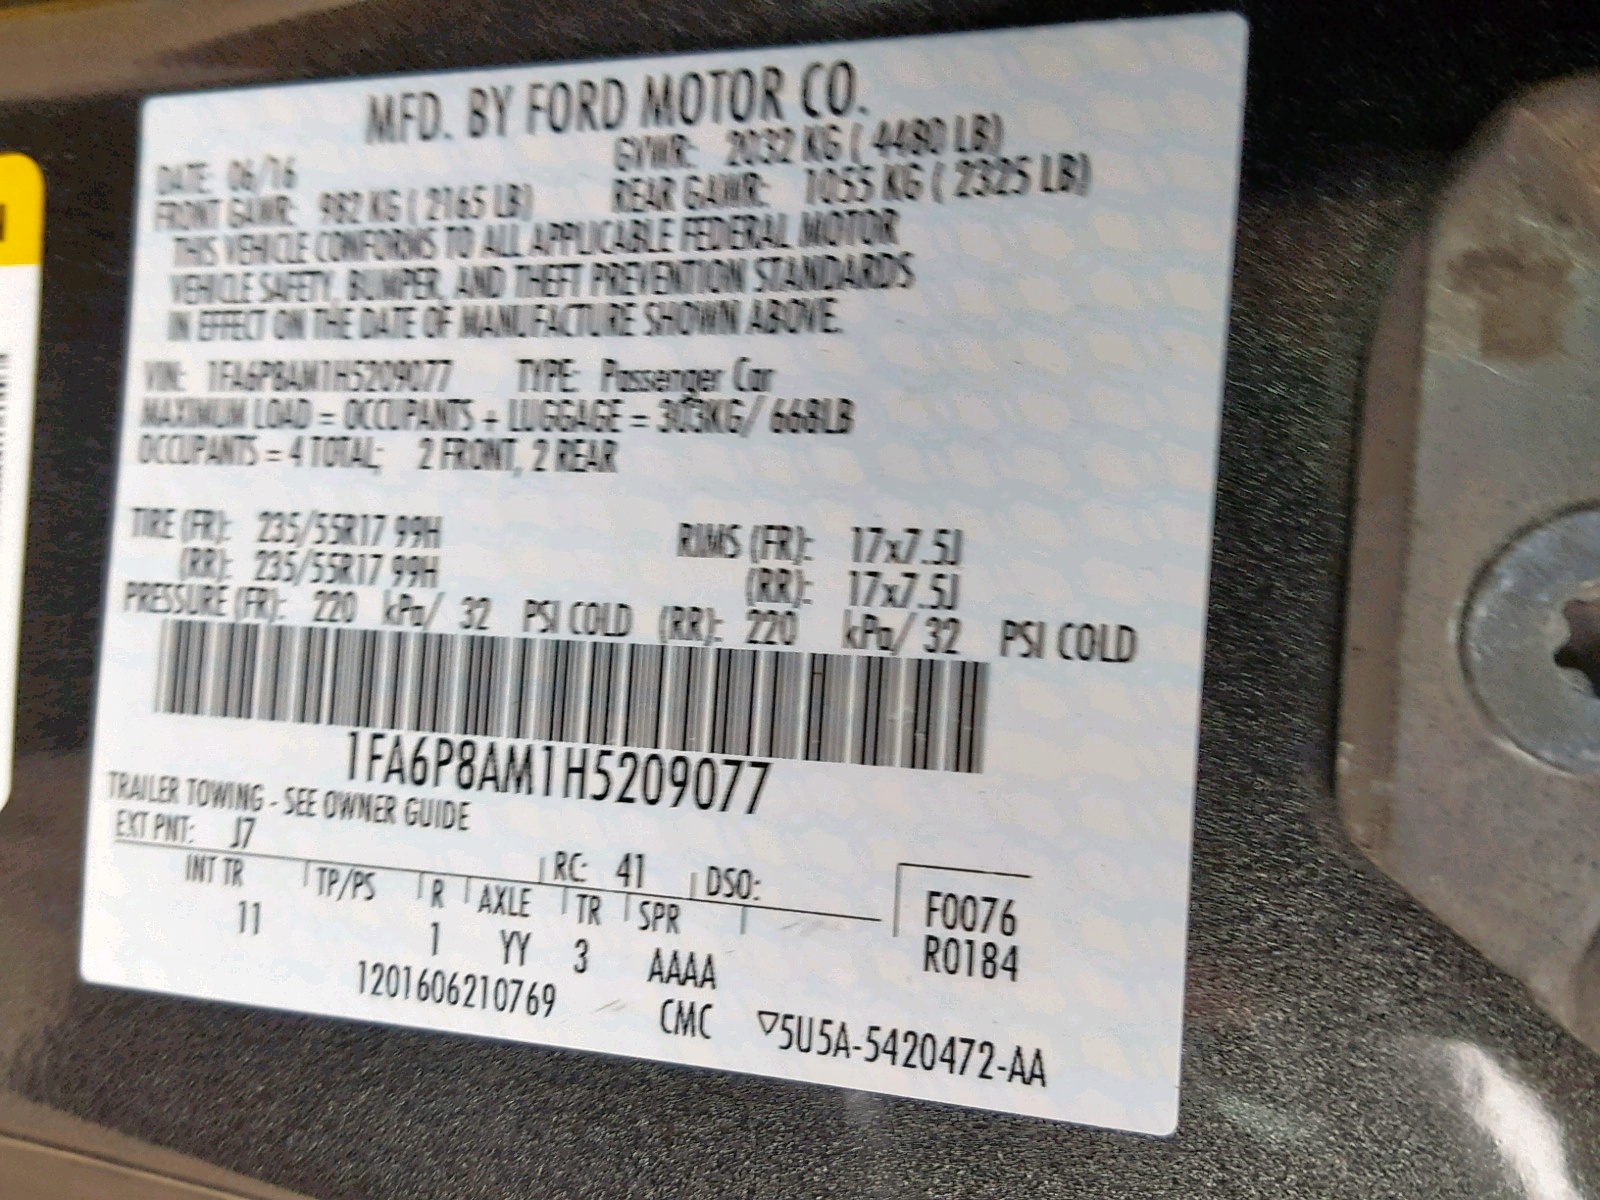 MFD. BY FORD MOTOR CO.
DATE: 06/16 GVWR: 2032 KG ( 4480 LB)
FRONT GAWR: 982 KG ( 2165 LB) REAR GAWR: 1055 KG ( 2325 LB)
THIS VEHICLE CONFORMS TO ALL APPLICABLE FEDERAL MOTOR
VEHICLE SAFETY, BUMPER, AND THEFT PREVENTION STANDARDS
IN EFFECT ON THE DATE OF MANUFACTURE SHOWN ABOVE.
VIN: 1FA6P8AM1H5209077 TYPE: Passenger Car
MAXIMUM LOAD = OCCUPANTS + LUGGAGE = 303KG/ 668LB
OCCUPANTS = 4 TOTAL; 2 FRONT, 2 REAR
TIRE (FR): 235/55R17 99H RIMS (FR): 17x7.5J
(RR): 235/55R17 99H (RR): 17x7.5J
PRESSURE (FR): 220 kPa/ 32 PSI COLD (RR): 220 kPa/ 32 PSI COLD
1FA6P8AM1H5209077
TRAILER TOWING - SEE OWNER GUIDE
EXT PNT: J7 RC: 41 DSO:
INT TR TP/PS R AXLE TR SPR F0076
11 1 YY 3 AAAA R0184
1201606210769 CMC ▽5U5A-5420472-AA